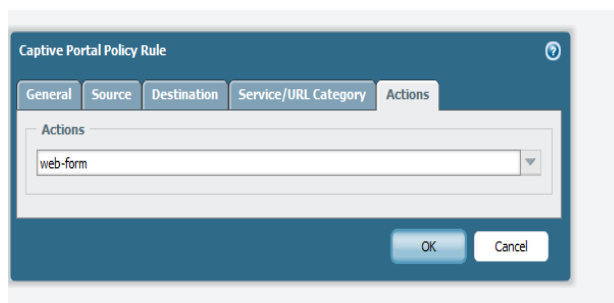 Captive Portal Policy Rule
General Source Destination Service/URL Category Actions
Actions
web-form
OK Cancel